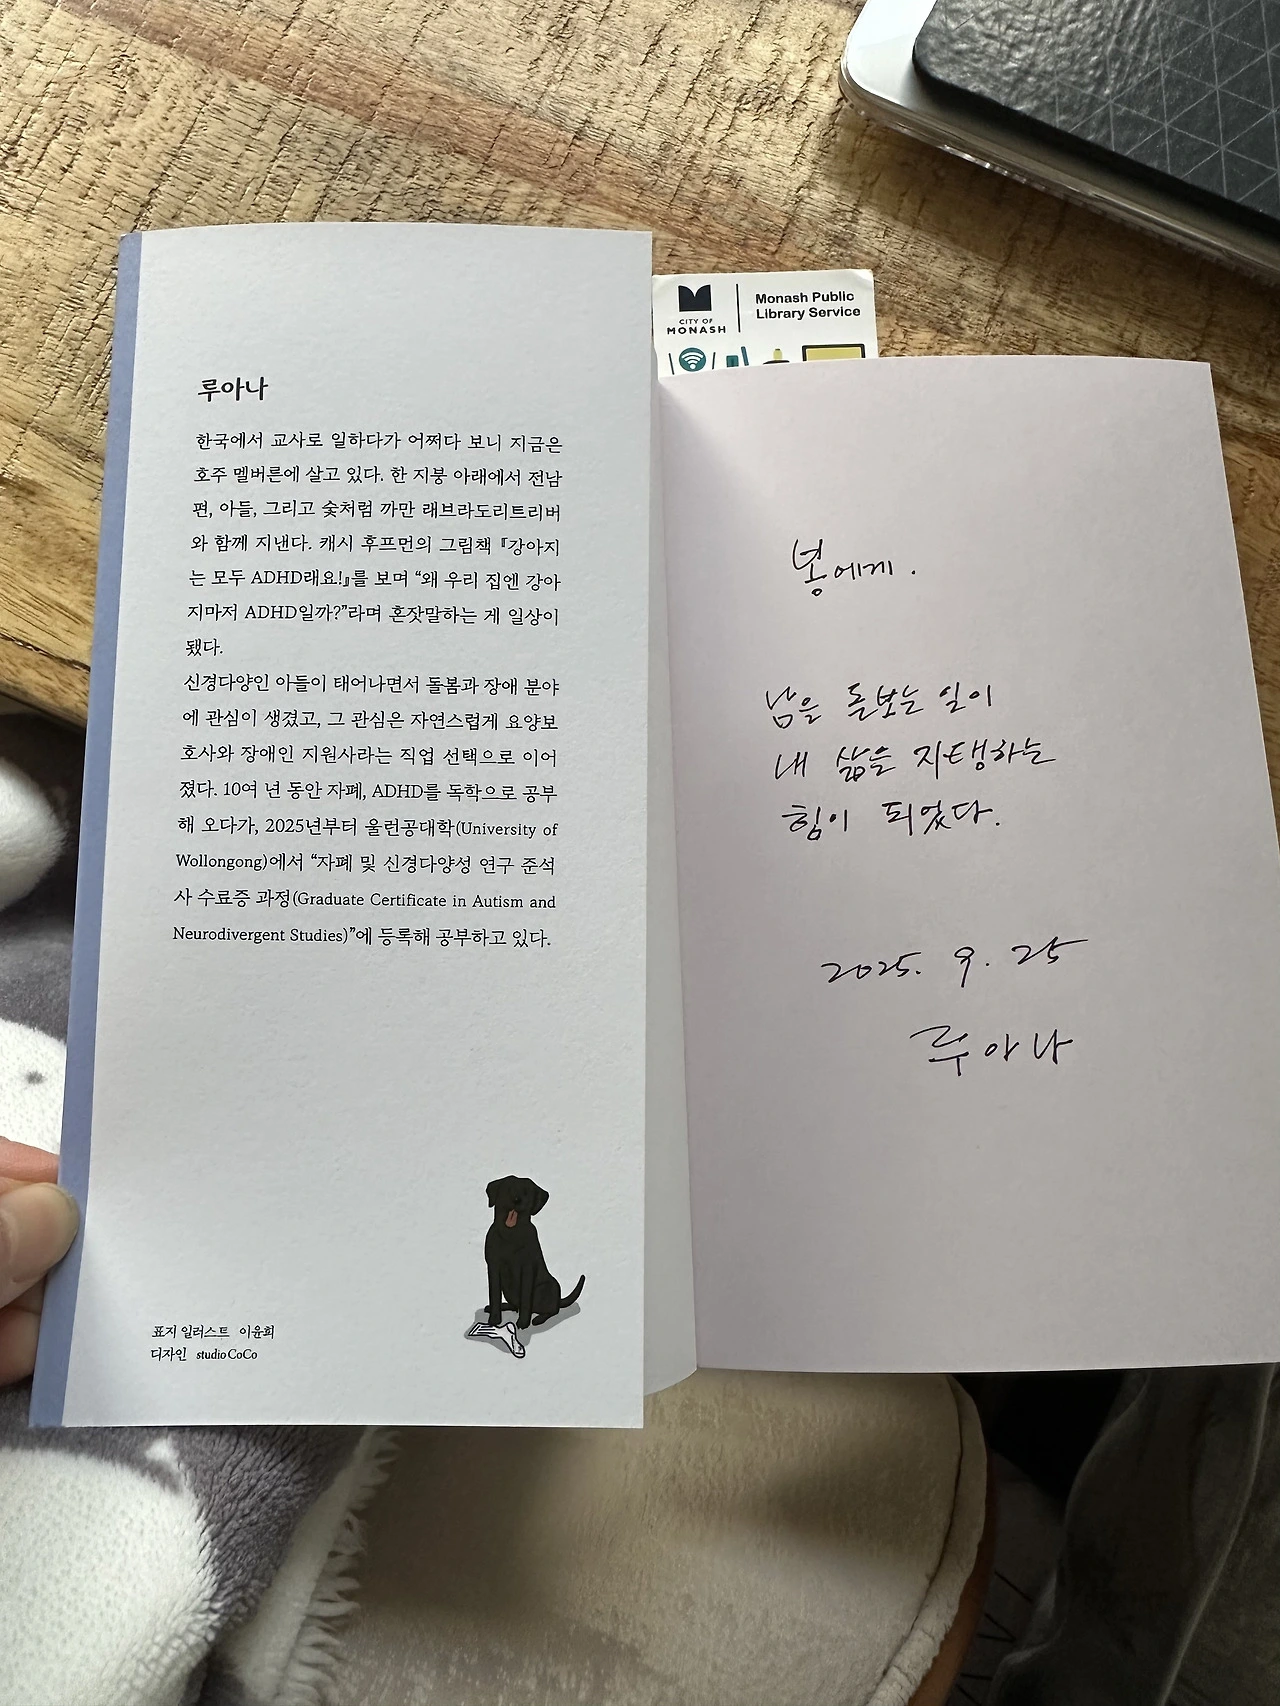 루아나
한국에서 교사로 일하다가 어쩌다 보니 지금은
호주 멜버른에 살고 있다. 한 지붕 아래에서 전남
편, 아들, 그리고 숯처럼 까만 래브라도리트리버
와 함께 지낸다. 캐시 후프먼의 그림책 『강아지
는 모두 ADHD래요!』를 보며 “왜 우리 집엔 강아
지마저 ADHD일까?”라며 혼잣말하는 게 일상이
됐다.
신경다양인 아들이 태어나면서 돌봄과 장애 분야
에 관심이 생겼고, 그 관심은 자연스럽게 요양보
호사와 장애인 지원사라는 직업 선택으로 이어
졌다. 10여 년 동안 자폐, ADHD를 독학으로 공부
해 오다가, 2025년부터 울런공대학(University of
Wollongong)에서 “자폐 및 신경다양성 연구 준석
사 수료증 과정(Graduate Certificate in Autism and
Neurodivergent Studies)”에 등록해 공부하고 있다.
표지 일러스트 이윤희
디자인 studio CoCo
CITY OF
MONASH
Monash Public
Library Service
봉에게.
남을 돌보는 일이
내 삶을 지탱하는
힘이 되었다.
2025. 9. 25
루아나